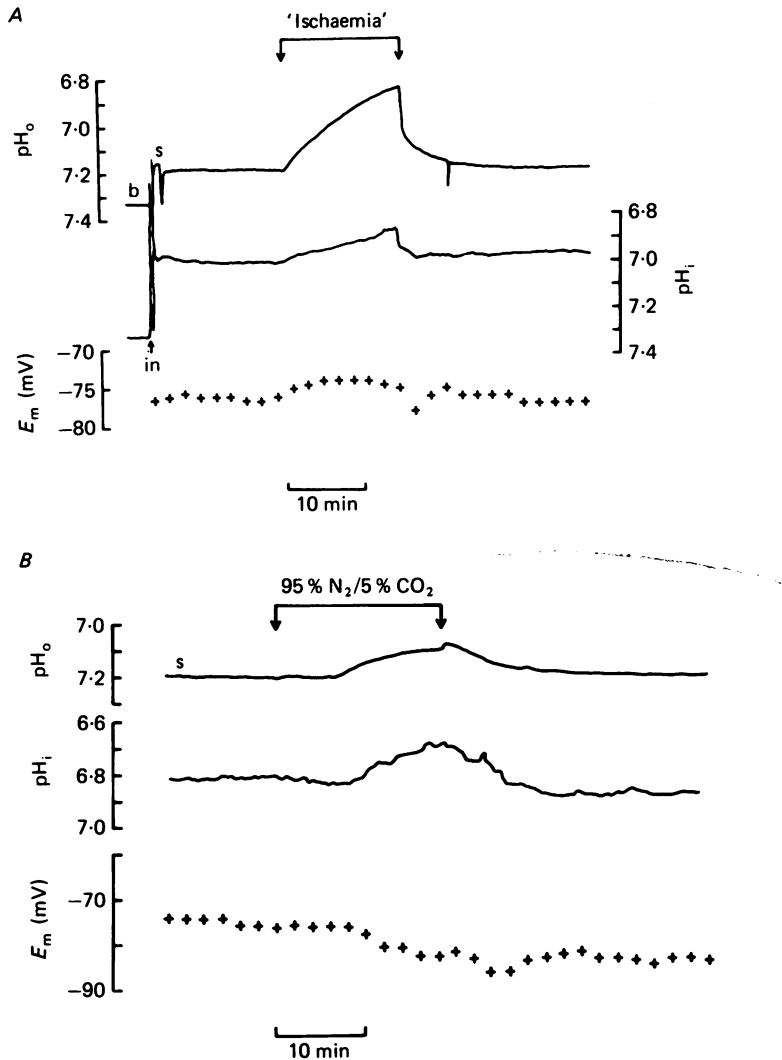 A
'Ischaemia'
6·8
7·0
7·2
7·4
pHo
s
b
in
6·8
7·0
7·2
7·4
pHi
−70
−75
−80
Em (mV)
10 min
B
95 % N2/5 % CO2
7·0
7·2
pHo
s
6·6
6·8
7·0
pHi
−70
−90
Em (mV)
10 min